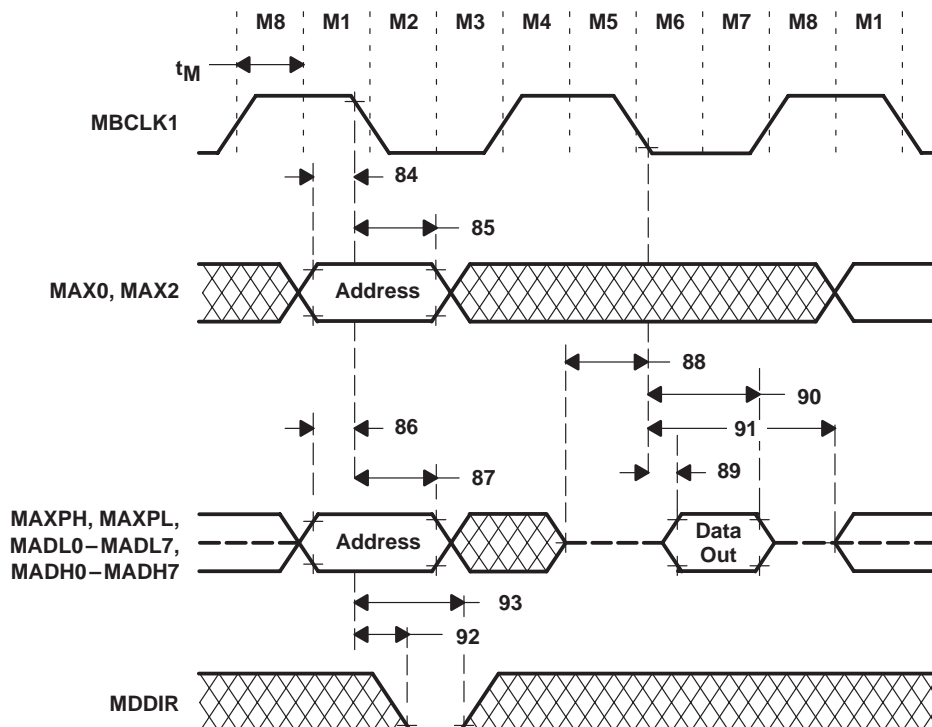 M8 M1 M2 M3 M4 M5 M6 M7 M8 M1
tM
MBCLK1
84
85
MAX0, MAX2
Address
88
90
86
91
87
89
MAXPH, MAXPL,
MADL0–MADL7,
MADH0–MADH7
Address
Data
Out
93
92
MDDIR